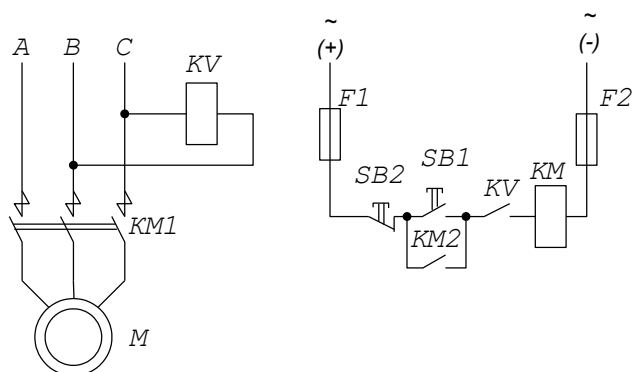 A B C
KV
KM1
M
~ ~
(+) (-)
F1 F2
SB2 SB1 KV KM
KM2